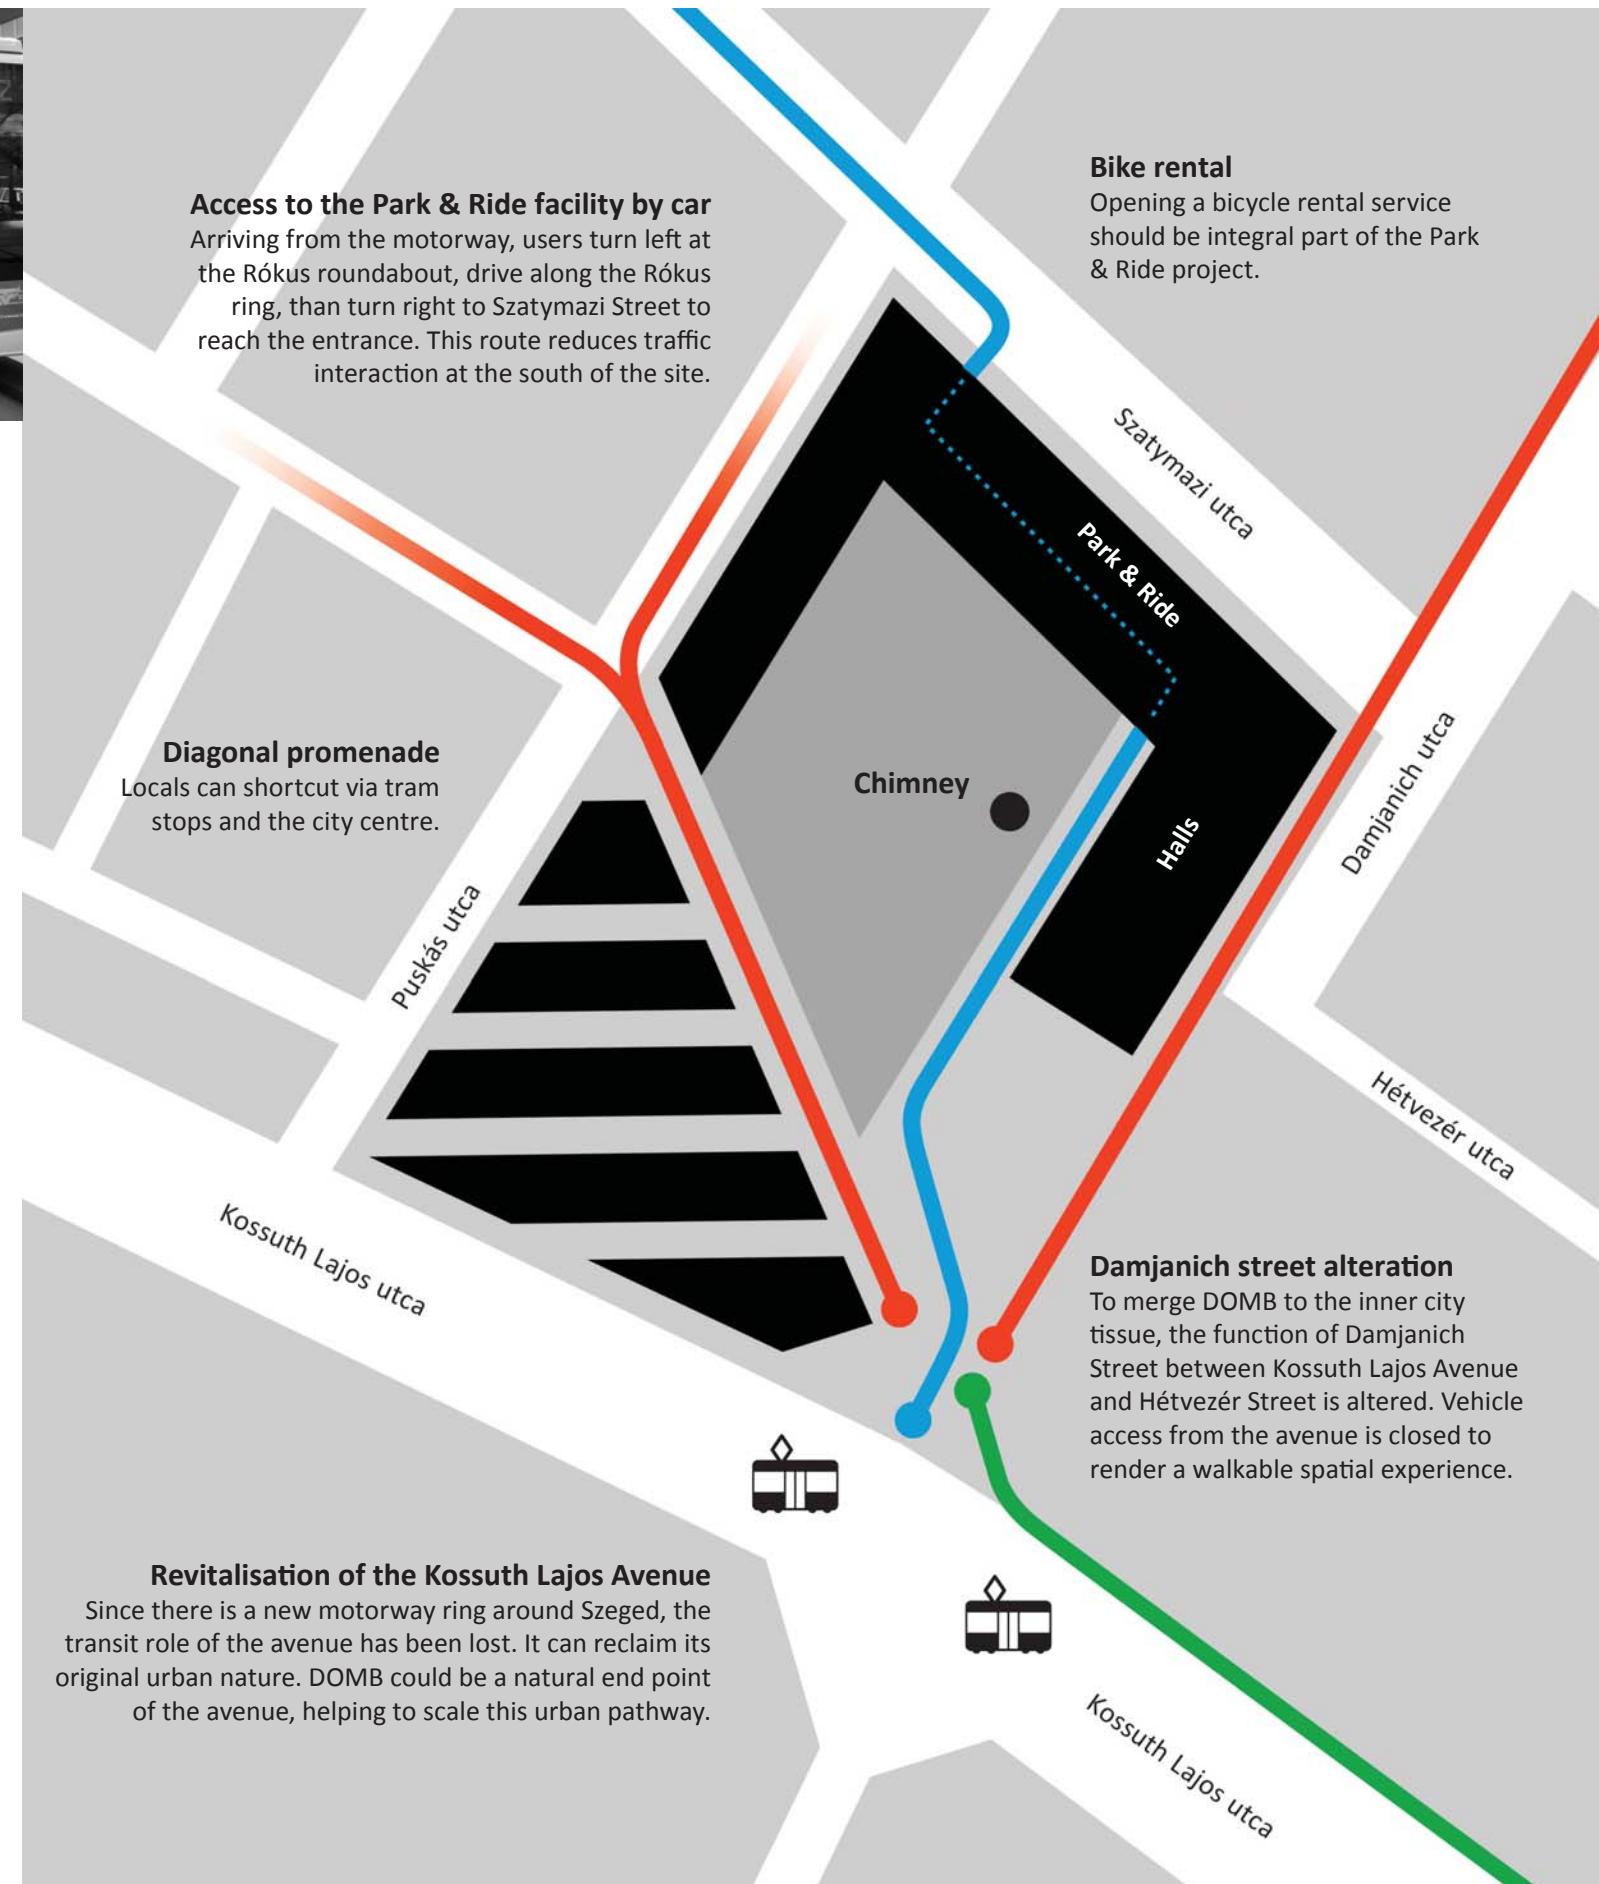 Access to the Park & Ride facility by car
Arriving from the motorway, users turn left at
the Rókus roundabout, drive along the Rókus
ring, than turn right to Szatymazi Street to
reach the entrance. This route reduces traffic
interaction at the south of the site.
Bike rental
Opening a bicycle rental service
should be integral part of the Park
& Ride project.
Szatymazi utca
Park & Ride
Diagonal promenade
Locals can shortcut via tram
stops and the city centre.
Chimney
Halls
Damjanich utca
Puskás utca
Hétvezér utca
Kossuth Lajos utca
Damjanich street alteration
To merge DOMB to the inner city
tissue, the function of Damjanich
Street between Kossuth Lajos Avenue
and Hétvezér Street is altered. Vehicle
access from the avenue is closed to
render a walkable spatial experience.
Revitalisation of the Kossuth Lajos Avenue
Since there is a new motorway ring around Szeged, the
transit role of the avenue has been lost. It can reclaim its
original urban nature. DOMB could be a natural end point
of the avenue, helping to scale this urban pathway.
Kossuth Lajos utca